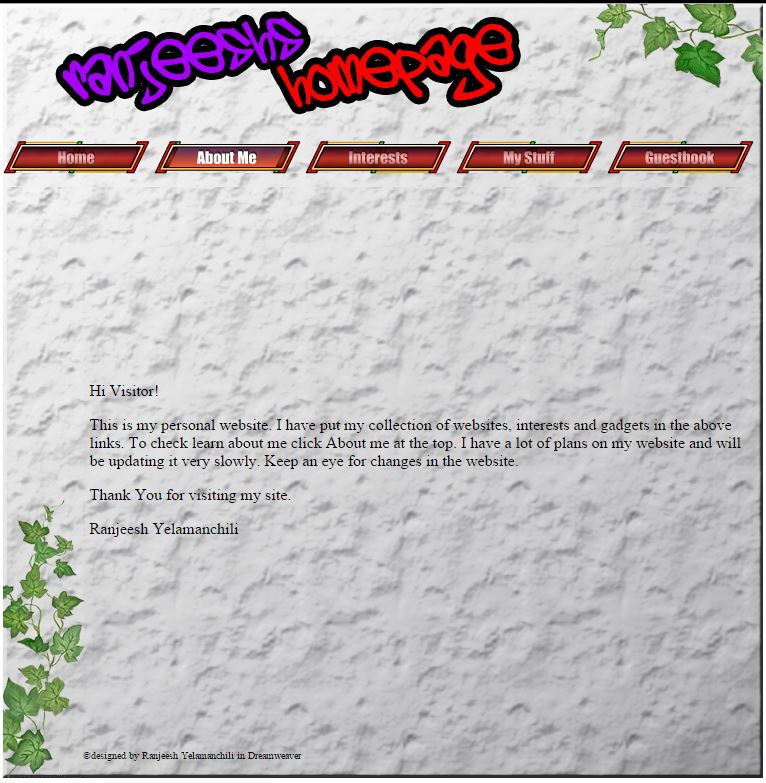 ranjeeshs homepage
Home About Me Interests My Stuff Guestbook
Hi Visitor!
This is my personal website. I have put my collection of websites, interests and gadgets in the above
links. To check learn about me click About me at the top. I have a lot of plans on my website and will
be updating it very slowly. Keep an eye for changes in the website.
Thank You for visiting my site.
Ranjeesh Yelamanchili
©designed by Ranjeesh Yelamanchili in Dreamweaver